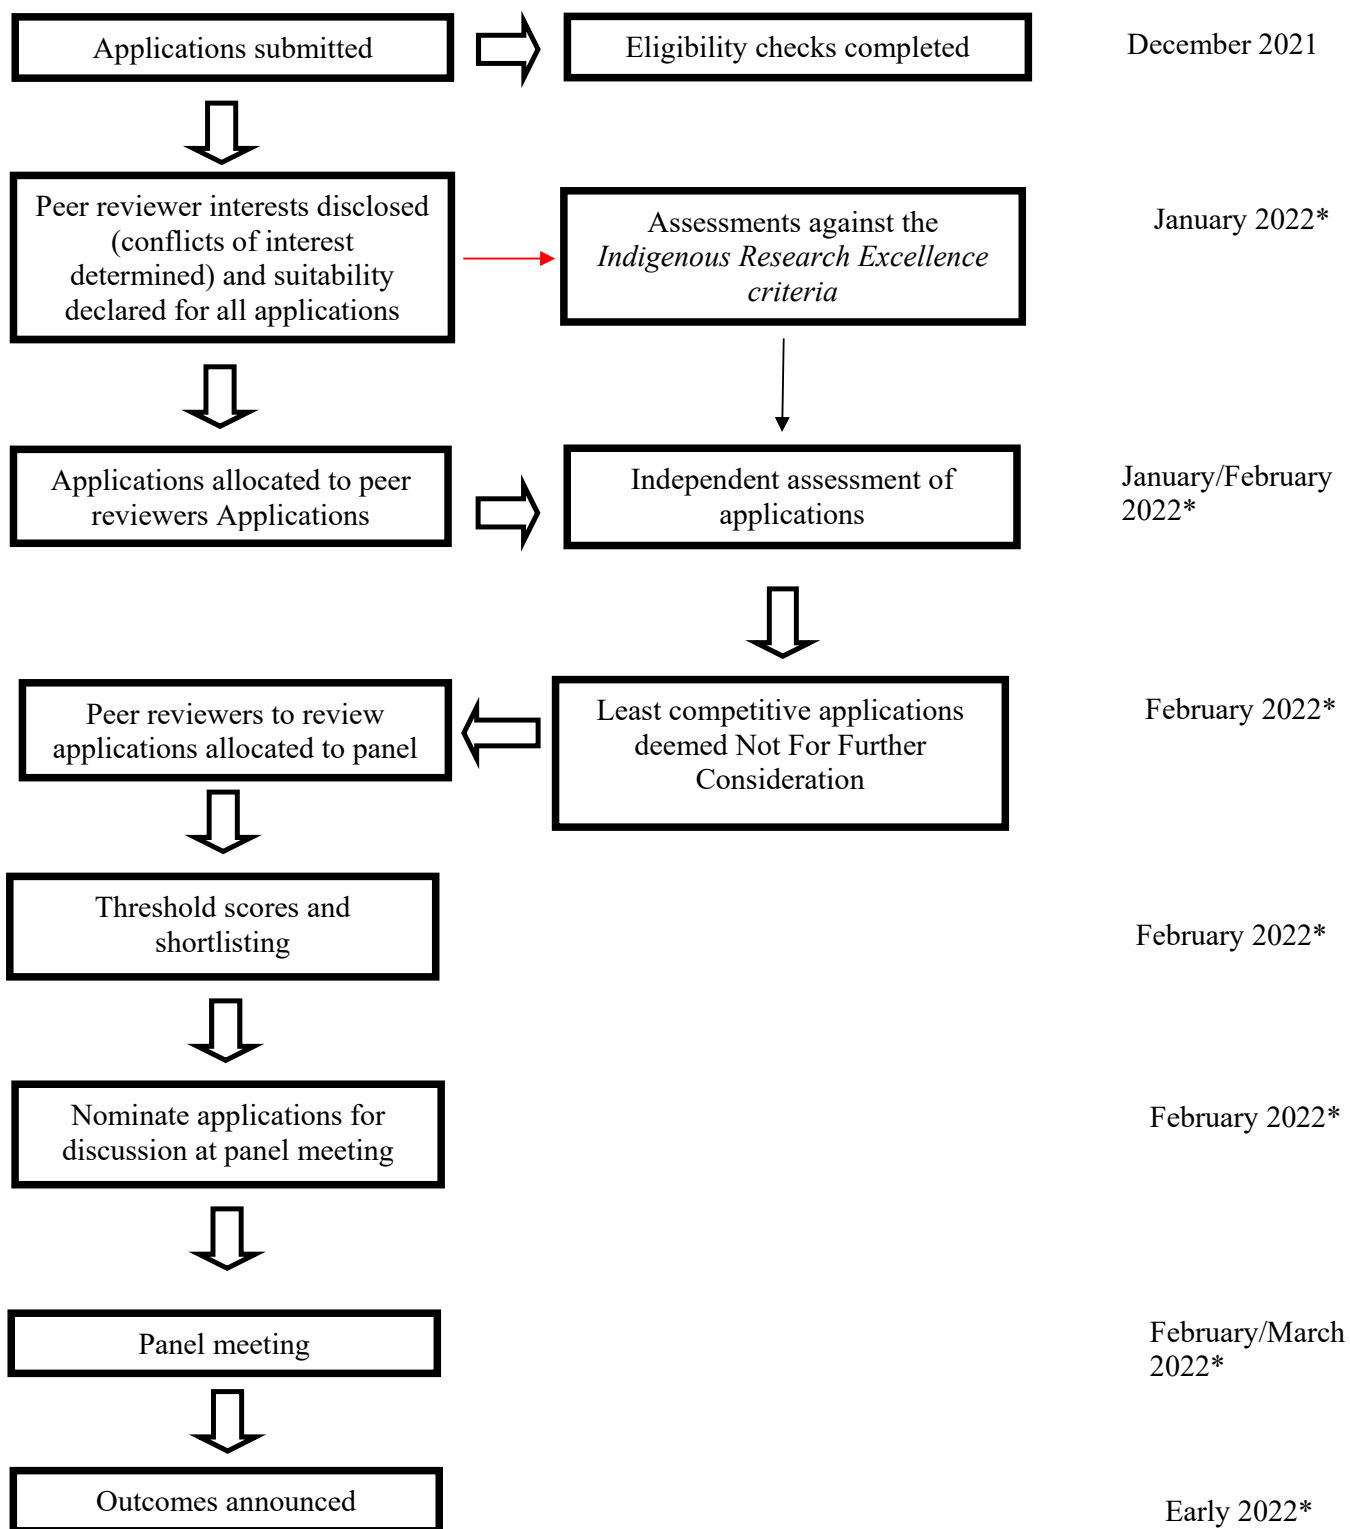 Applications submitted
Eligibility checks completed
December 2021
Peer reviewer interests disclosed
(conflicts of interest
determined) and suitability
declared for all applications
Assessments against the
Indigenous Research Excellence
criteria
January 2022*
Applications allocated to peer
reviewers Applications
Independent assessment of
applications
January/February
2022*
Peer reviewers to review
applications allocated to panel
Least competitive applications
deemed Not For Further
Consideration
February 2022*
Threshold scores and
shortlisting
February 2022*
Nominate applications for
discussion at panel meeting
February 2022*
Panel meeting
February/March
2022*
Outcomes announced
Early 2022*